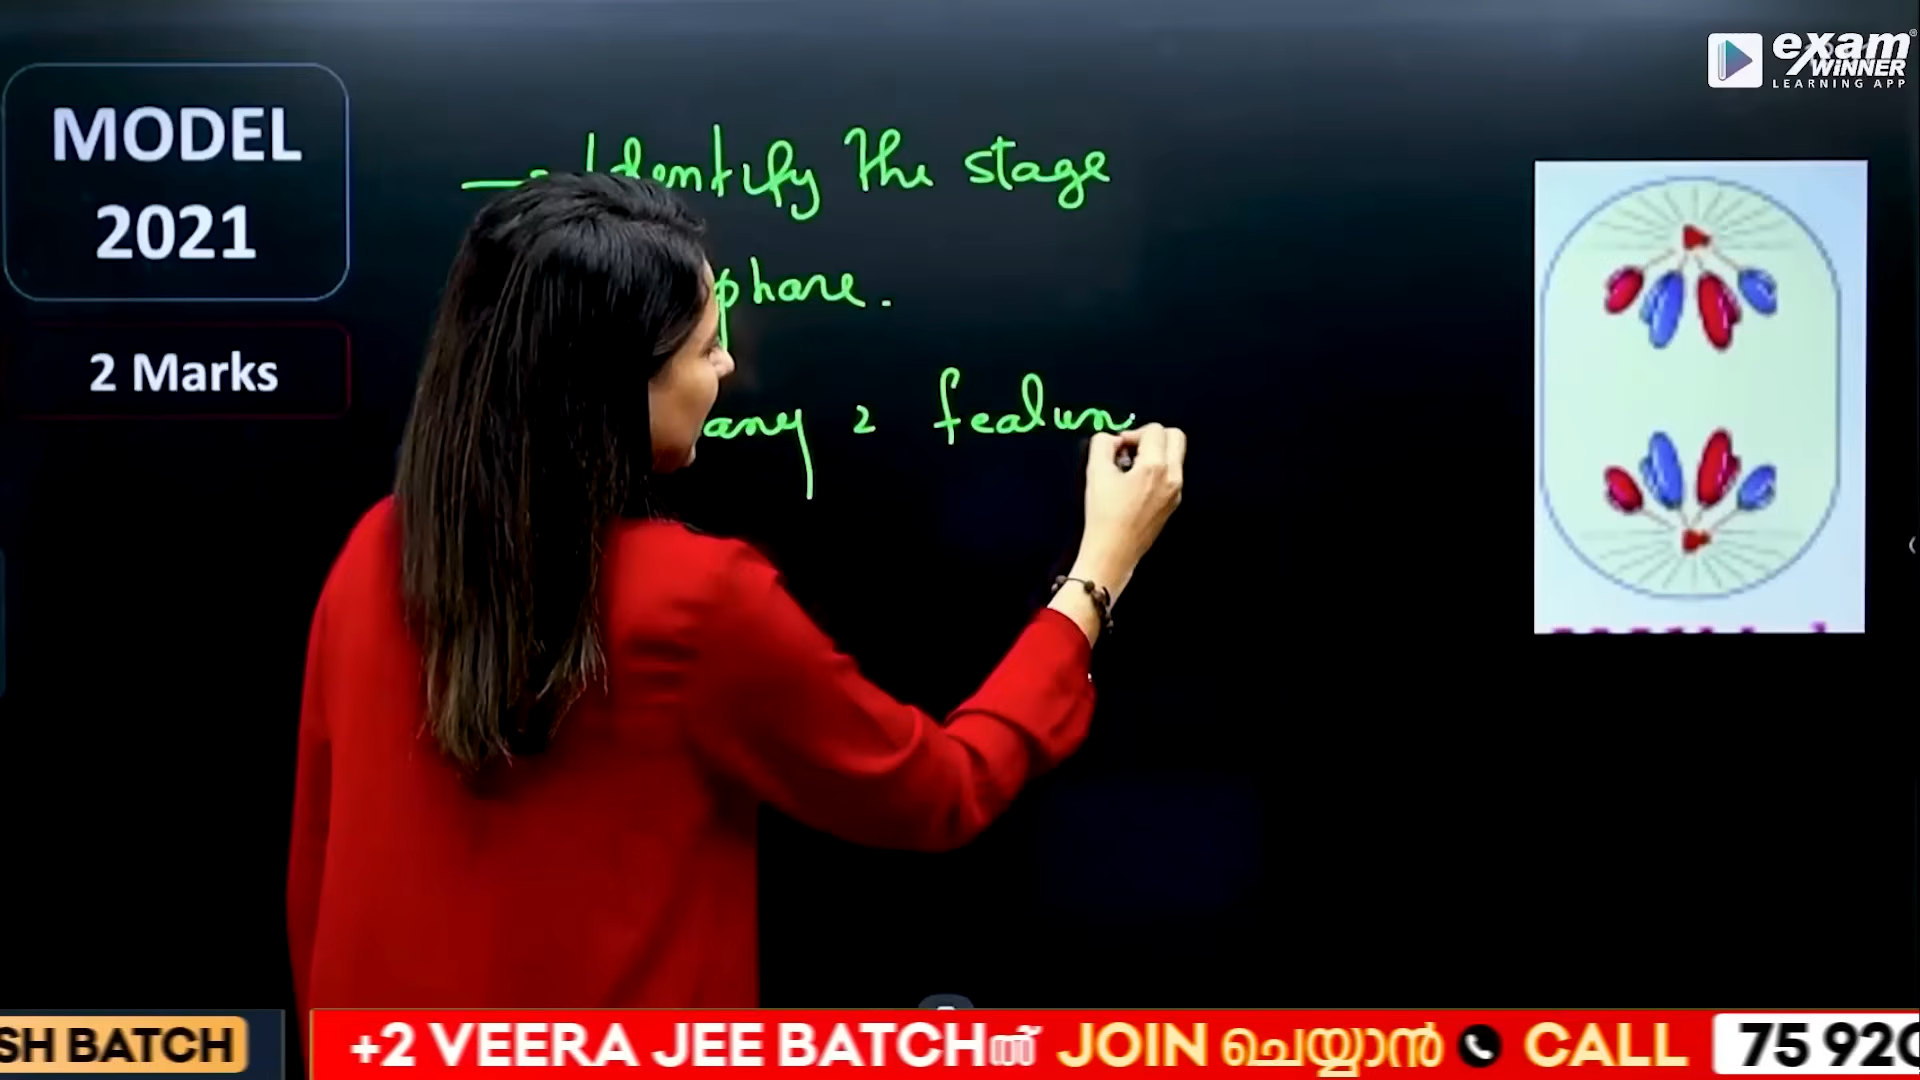 exam
WINNER
LEARNING APP
MODEL
2021
2 Marks
Identify the stage
phase.
any 2 featur
SH BATCH
+2 VEERA JEE BATCHൽ JOIN ചെയ്യാൻ CALL 75 920